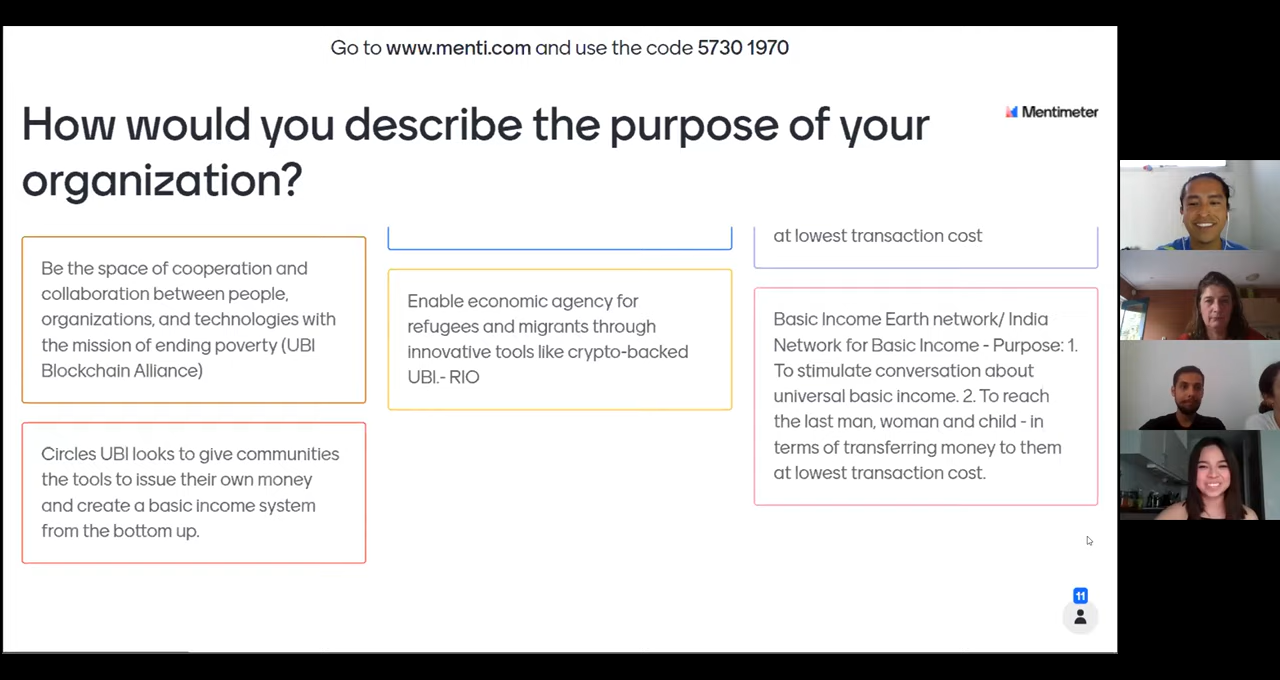 Go to www.menti.com and use the code 5730 1970
How would you describe the purpose of your
organization?
Mentimeter
Be the space of cooperation and
collaboration between people,
organizations, and technologies with
the mission of ending poverty (UBI
Blockchain Alliance)
Circles UBI looks to give communities
the tools to issue their own money
and create a basic income system
from the bottom up.
Enable economic agency for
refugees and migrants through
innovative tools like crypto-backed
UBI.- RIO
at lowest transaction cost
Basic Income Earth network/ India
Network for Basic Income - Purpose: 1.
To stimulate conversation about
universal basic income. 2. To reach
the last man, woman and child - in
terms of transferring money to them
at lowest transaction cost.
11